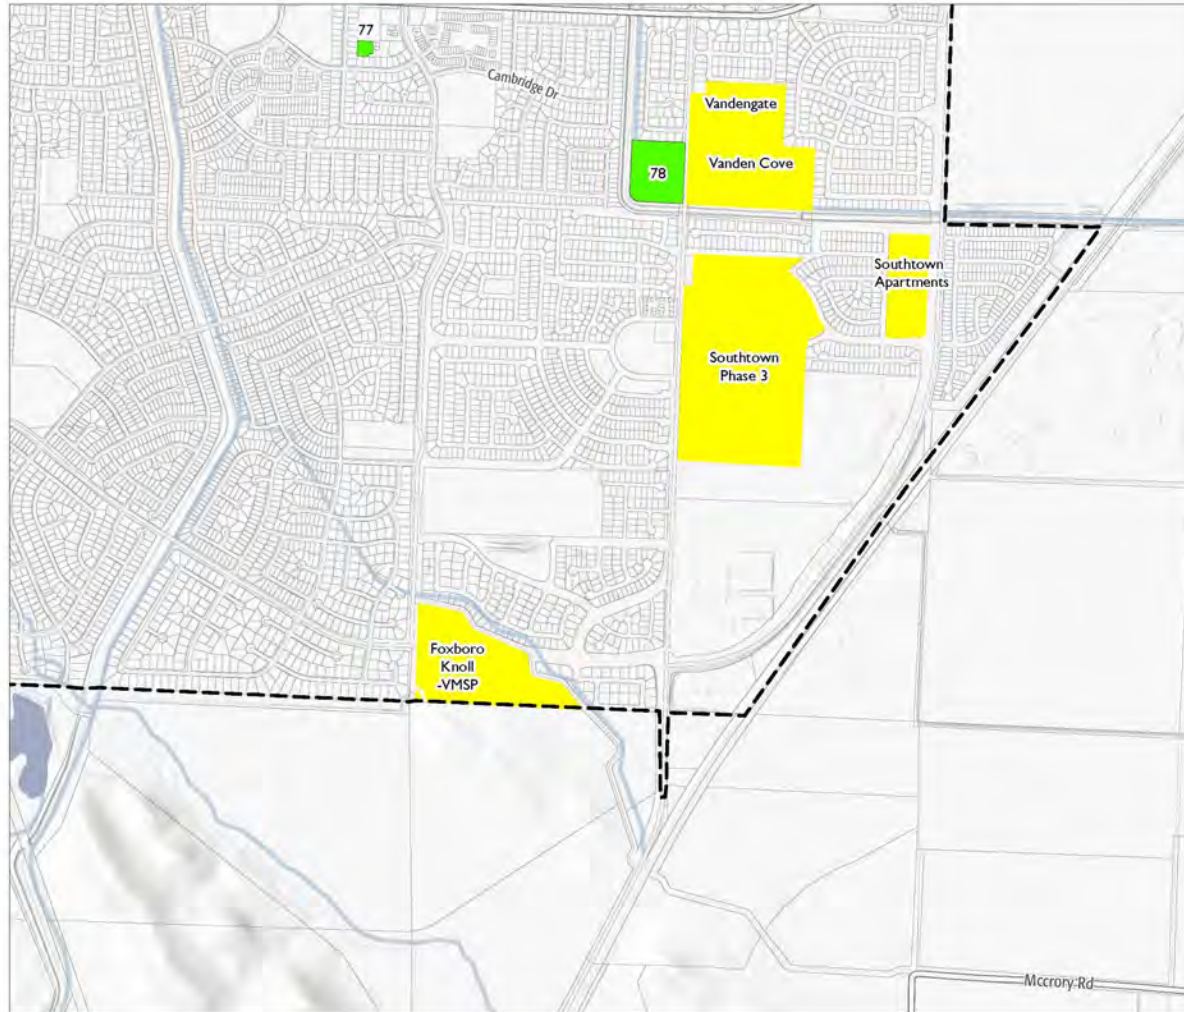 77
Cambridge Dr
Vandengate
78
Vanden Cove
Southtown
Apartments
Southtown
Phase 3
Foxboro
Knoll
-VMSP
Mccrory Rd